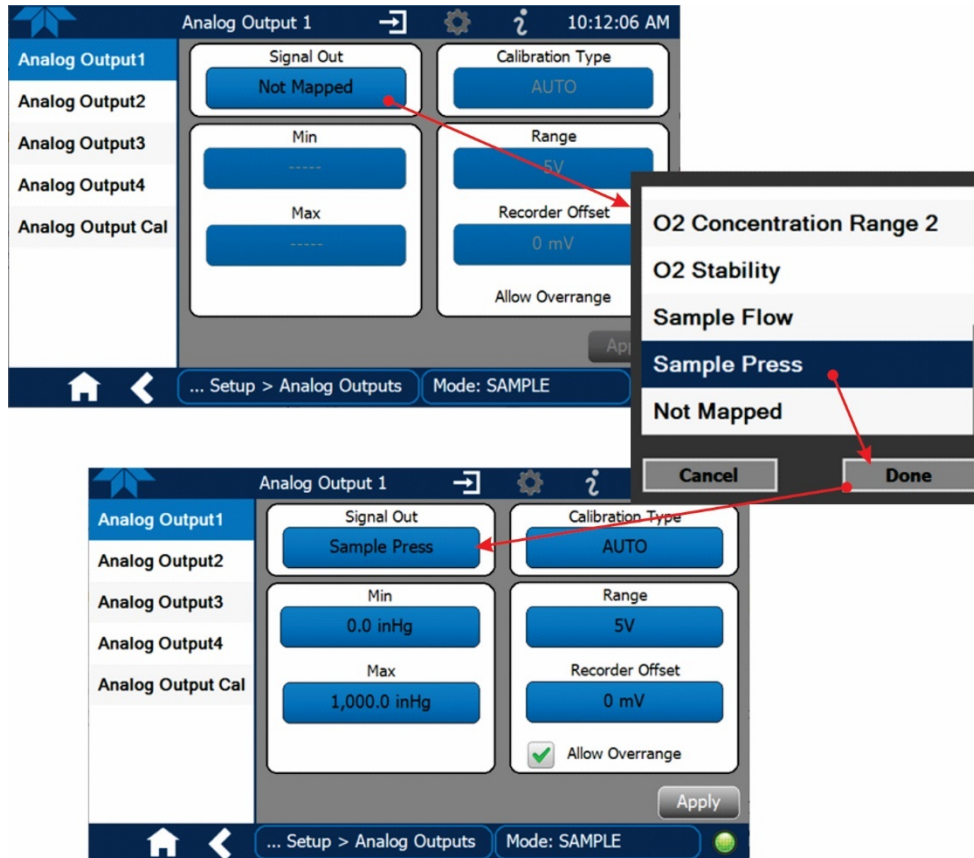 Analog Output 1
10:12:06 AM
Analog Output1
Analog Output2
Analog Output3
Analog Output4
Analog Output Cal
Signal Out
Not Mapped
Min
-----
Max
-----
Calibration Type
AUTO
Range
5V
Recorder Offset
0 mV
Allow Overrange
... Setup > Analog Outputs
Mode: SAMPLE
O2 Concentration Range 2
O2 Stability
Sample Flow
Sample Press
Not Mapped
Cancel
Done
Analog Output 1
Analog Output1
Analog Output2
Analog Output3
Analog Output4
Analog Output Cal
Signal Out
Sample Press
Min
0.0 inHg
Max
1,000.0 inHg
Calibration Type
AUTO
Range
5V
Recorder Offset
0 mV
Allow Overrange
Apply
... Setup > Analog Outputs
Mode: SAMPLE